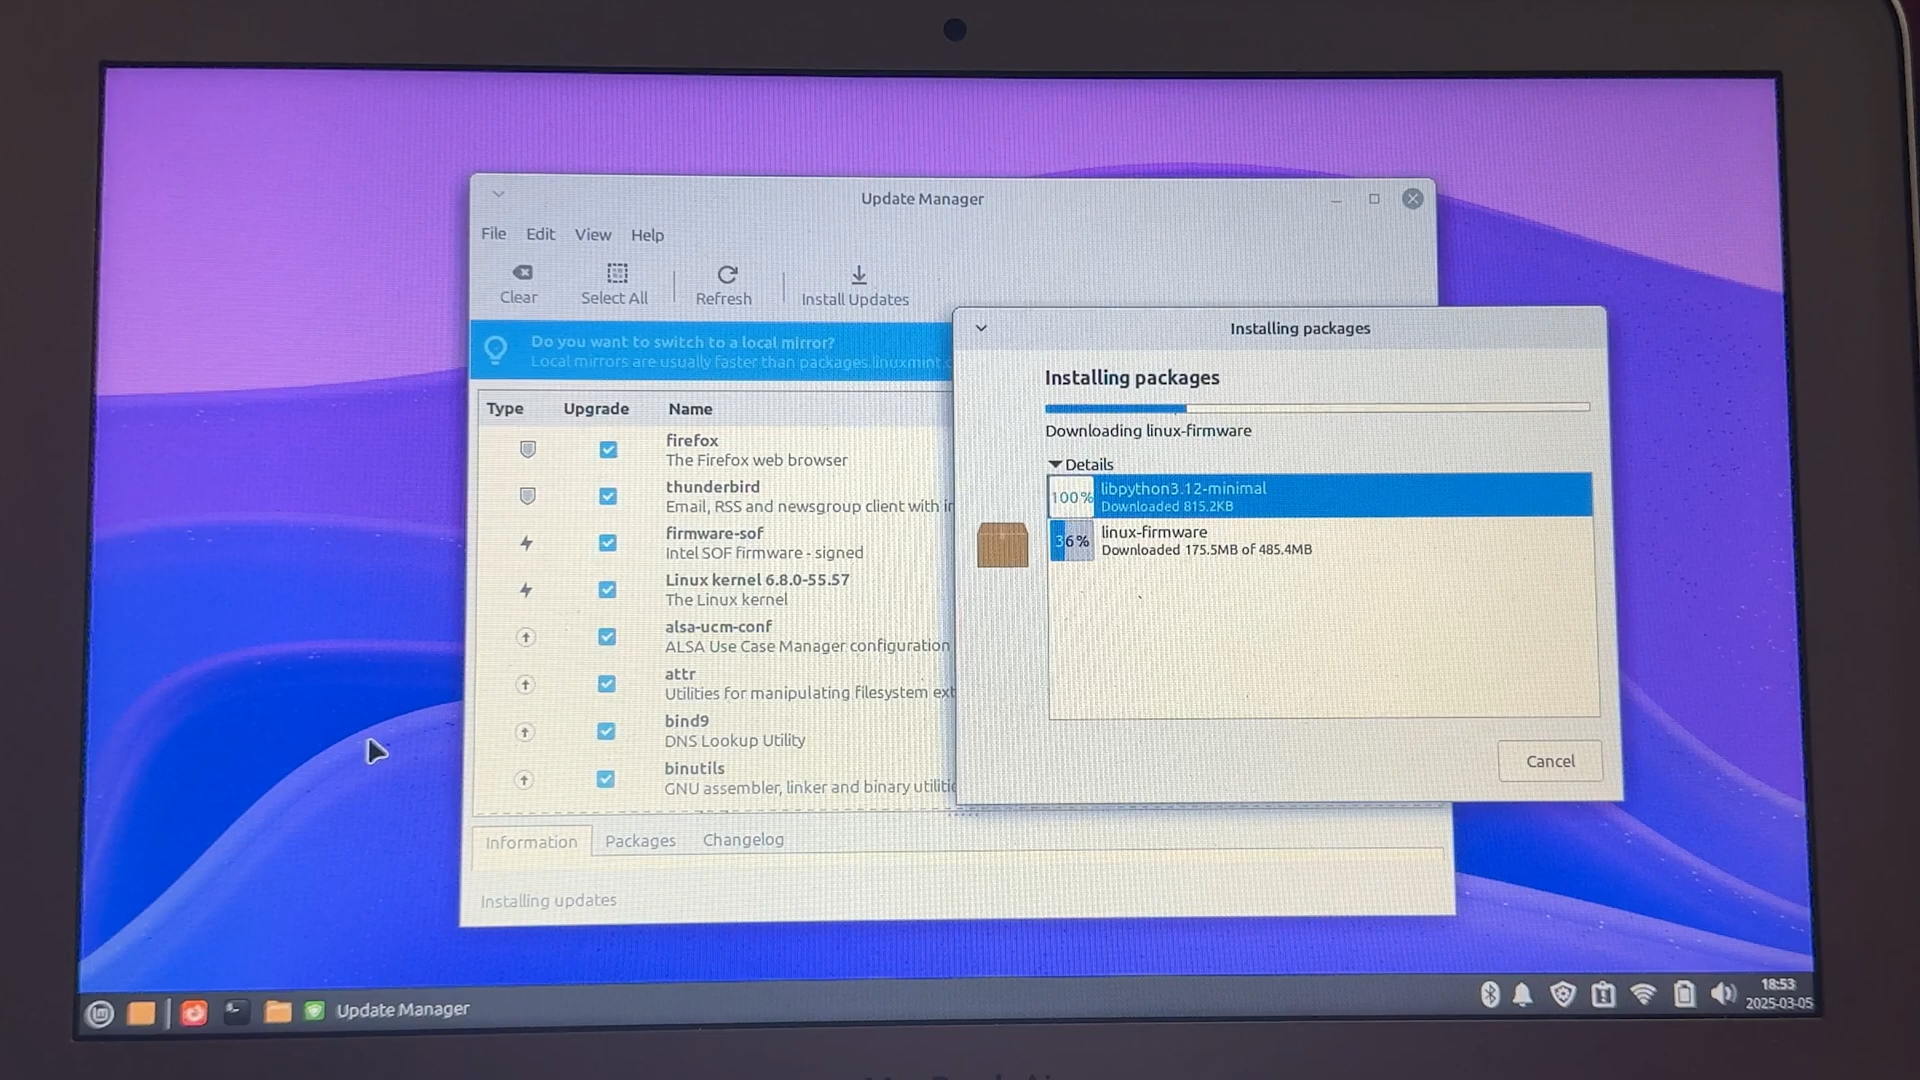 Update Manager
File Edit View Help
Clear Select All Refresh Install Updates
Do you want to switch to a local mirror?
Local mirrors are usually faster than packages.linuxmint.
Type Upgrade Name
firefox
The Firefox web browser
thunderbird
Email, RSS and newsgroup client with
firmware-sof
Intel SOF firmware - signed
Linux kernel 6.8.0-55.57
The Linux kernel
alsa-ucm-conf
ALSA Use Case Manager configuration
attr
Utilities for manipulating filesystem ext
bind9
DNS Lookup Utility
binutils
GNU assembler, linker and binary utiliti
Information Packages Changelog
Installing updates
Installing packages
Installing packages
Downloading linux-firmware
Details
100% libpython3.12-minimal
Downloaded 815.2KB
36% linux-firmware
Downloaded 175.5MB of 485.4MB
Cancel
Update Manager
18:53
2025-03-05